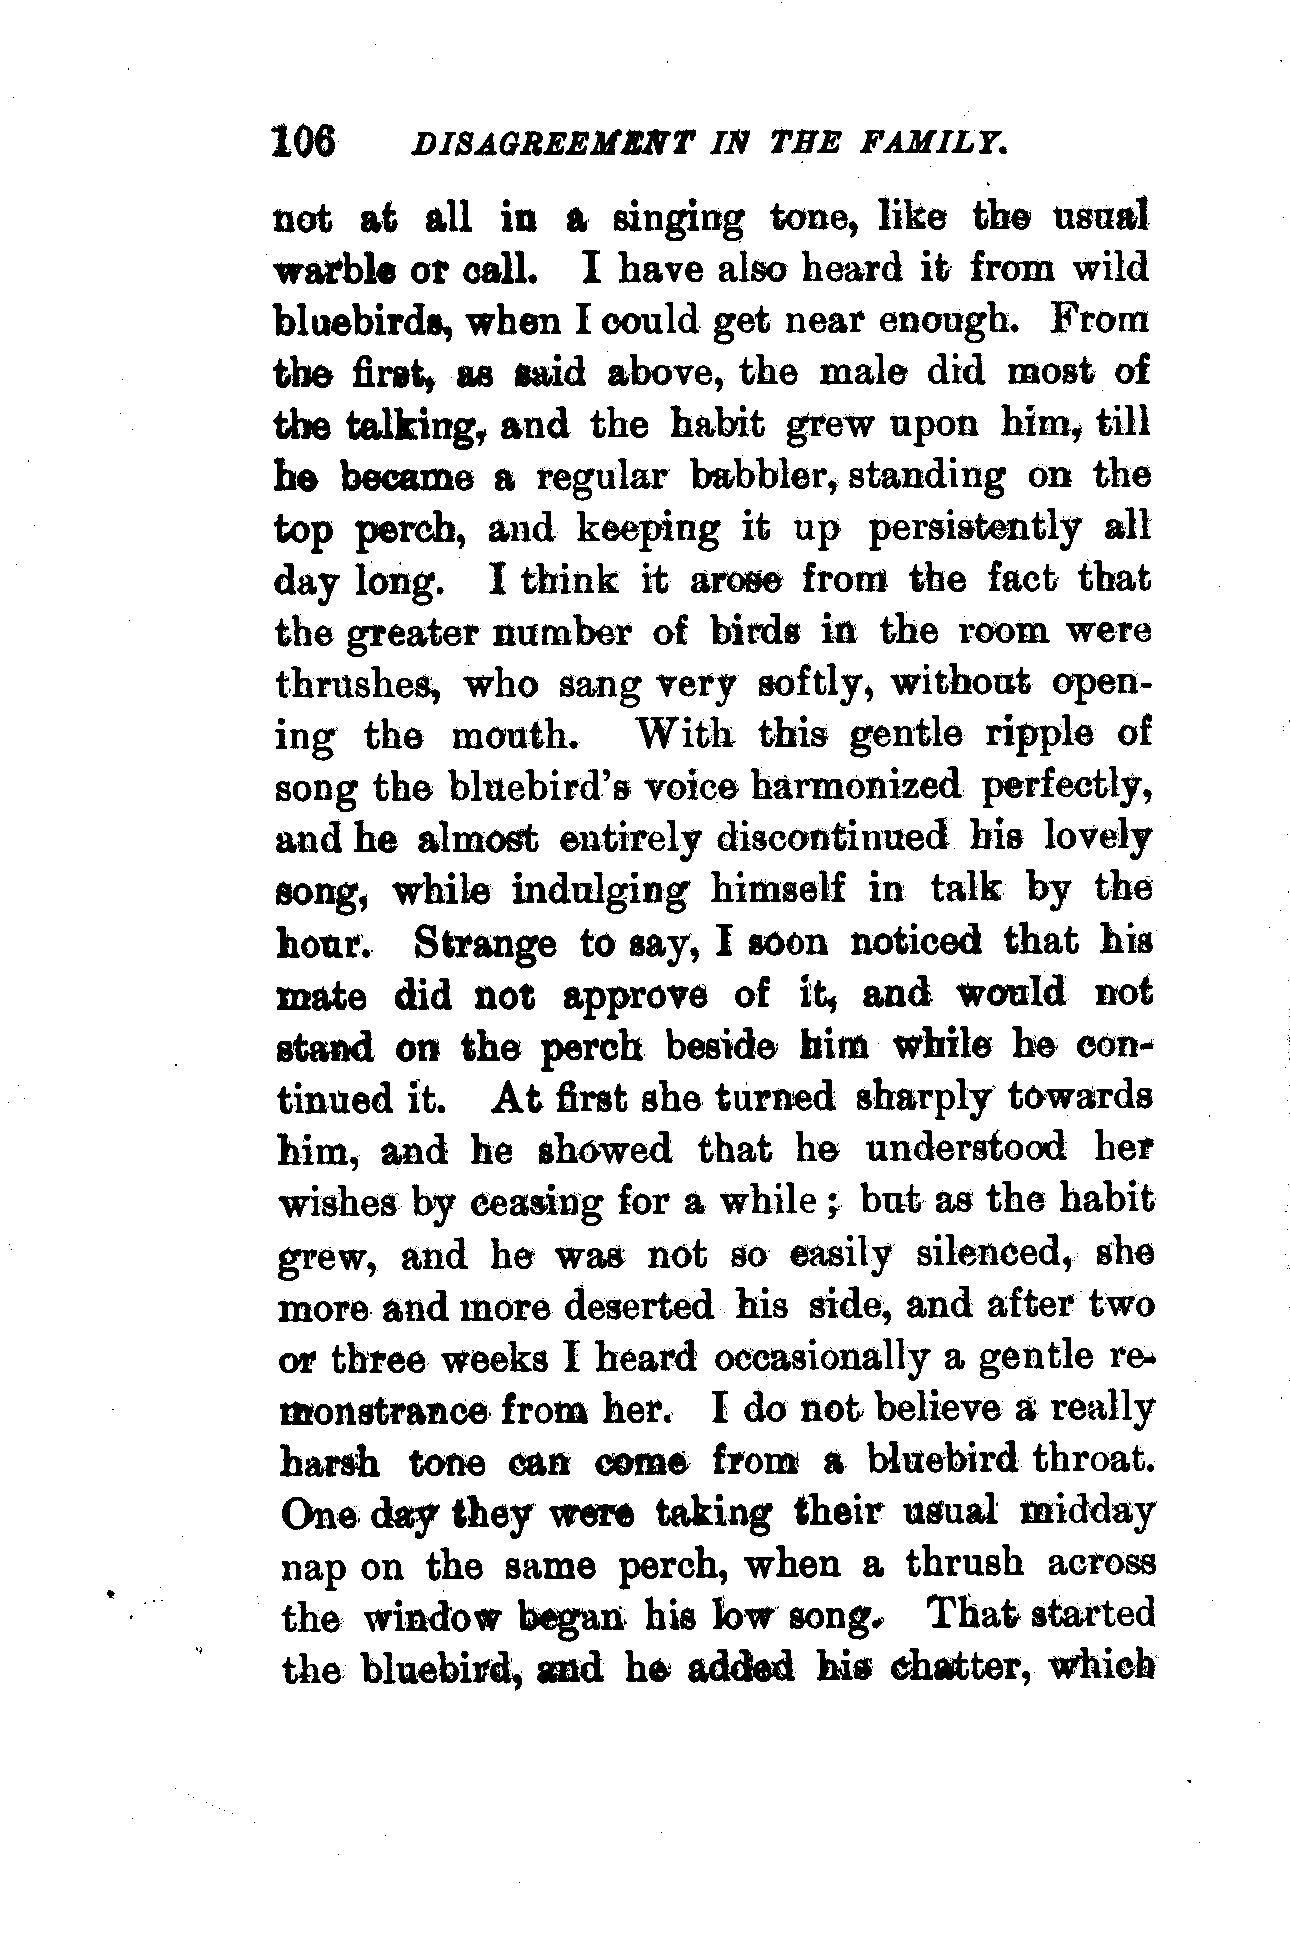 106 DISAGREEMENT IN THE FAMILY.
not at all in a singing tone, like the usual
warble or call. I have also heard it from wild
bluebirds, when I could get near enough. From
the first, as said above, the male did most of
the talking, and the habit grew upon him, till
he became a regular babbler, standing on the
top perch, and keeping it up persistently all
day long. I think it arose from the fact that
the greater number of birds in the room were
thrushes, who sang very softly, without open-
ing the mouth. With this gentle ripple of
song the bluebird's voice harmonized perfectly,
and he almost entirely discontinued his lovely
song, while indulging himself in talk by the
hour. Strange to say, I soon noticed that his
mate did not approve of it, and would not
stand on the perch beside him while he con-
tinued it. At first she turned sharply towards
him, and he showed that he understood her
wishes by ceasing for a while; but as the habit
grew, and he was not so easily silenced, she
more and more deserted his side, and after two
or three weeks I heard occasionally a gentle re-
monstrance from her. I do not believe a really
harsh tone can come from a bluebird throat.
One day they were taking their usual midday
nap on the same perch, when a thrush across
the window began his low song. That started
the bluebird, and he added his chatter, which